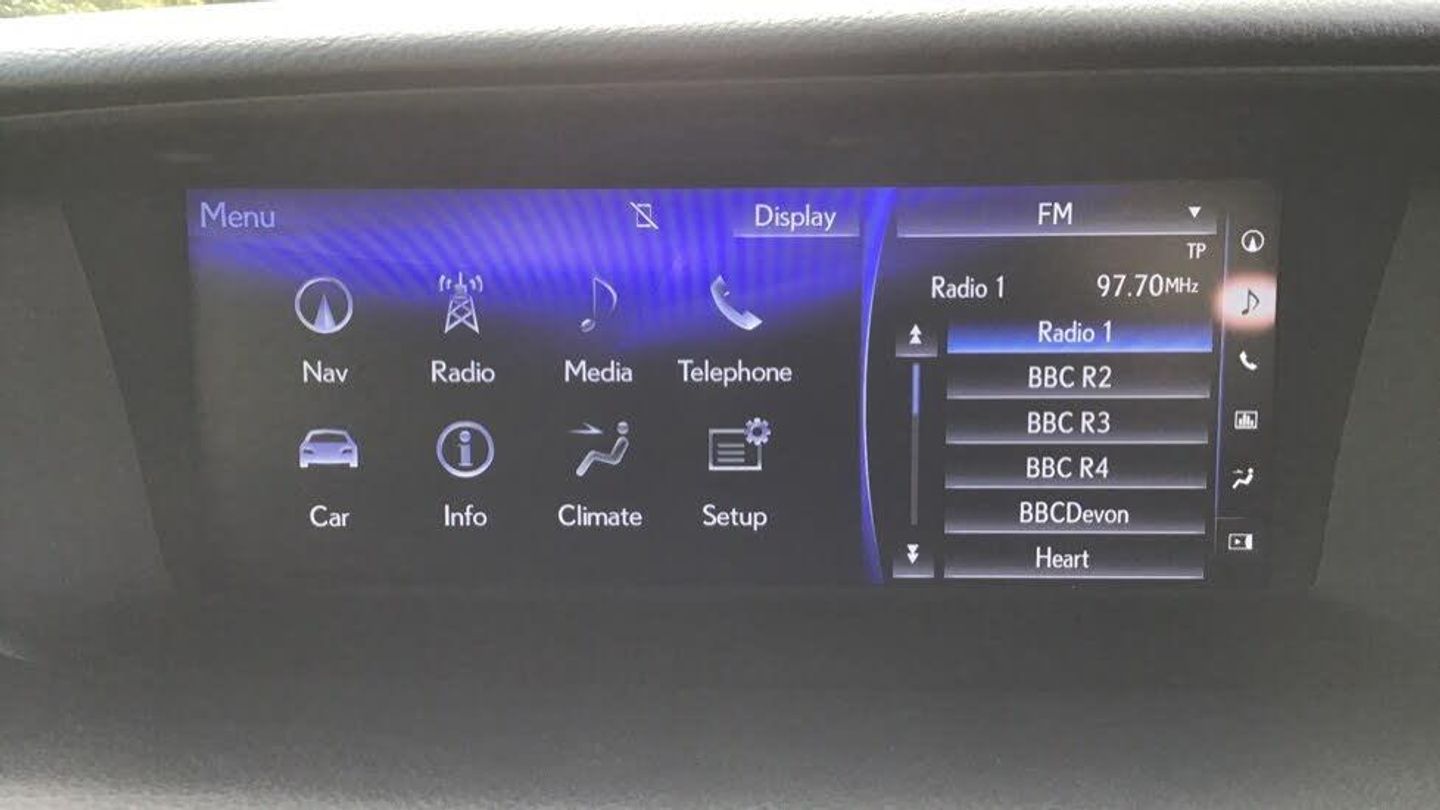 Menu
Display
Nav
Radio
Media
Telephone
Car
Info
Climate
Setup
FM
TP
Radio 1 97.70MHz
Radio 1
BBC R2
BBC R3
BBC R4
BBCDevon
Heart